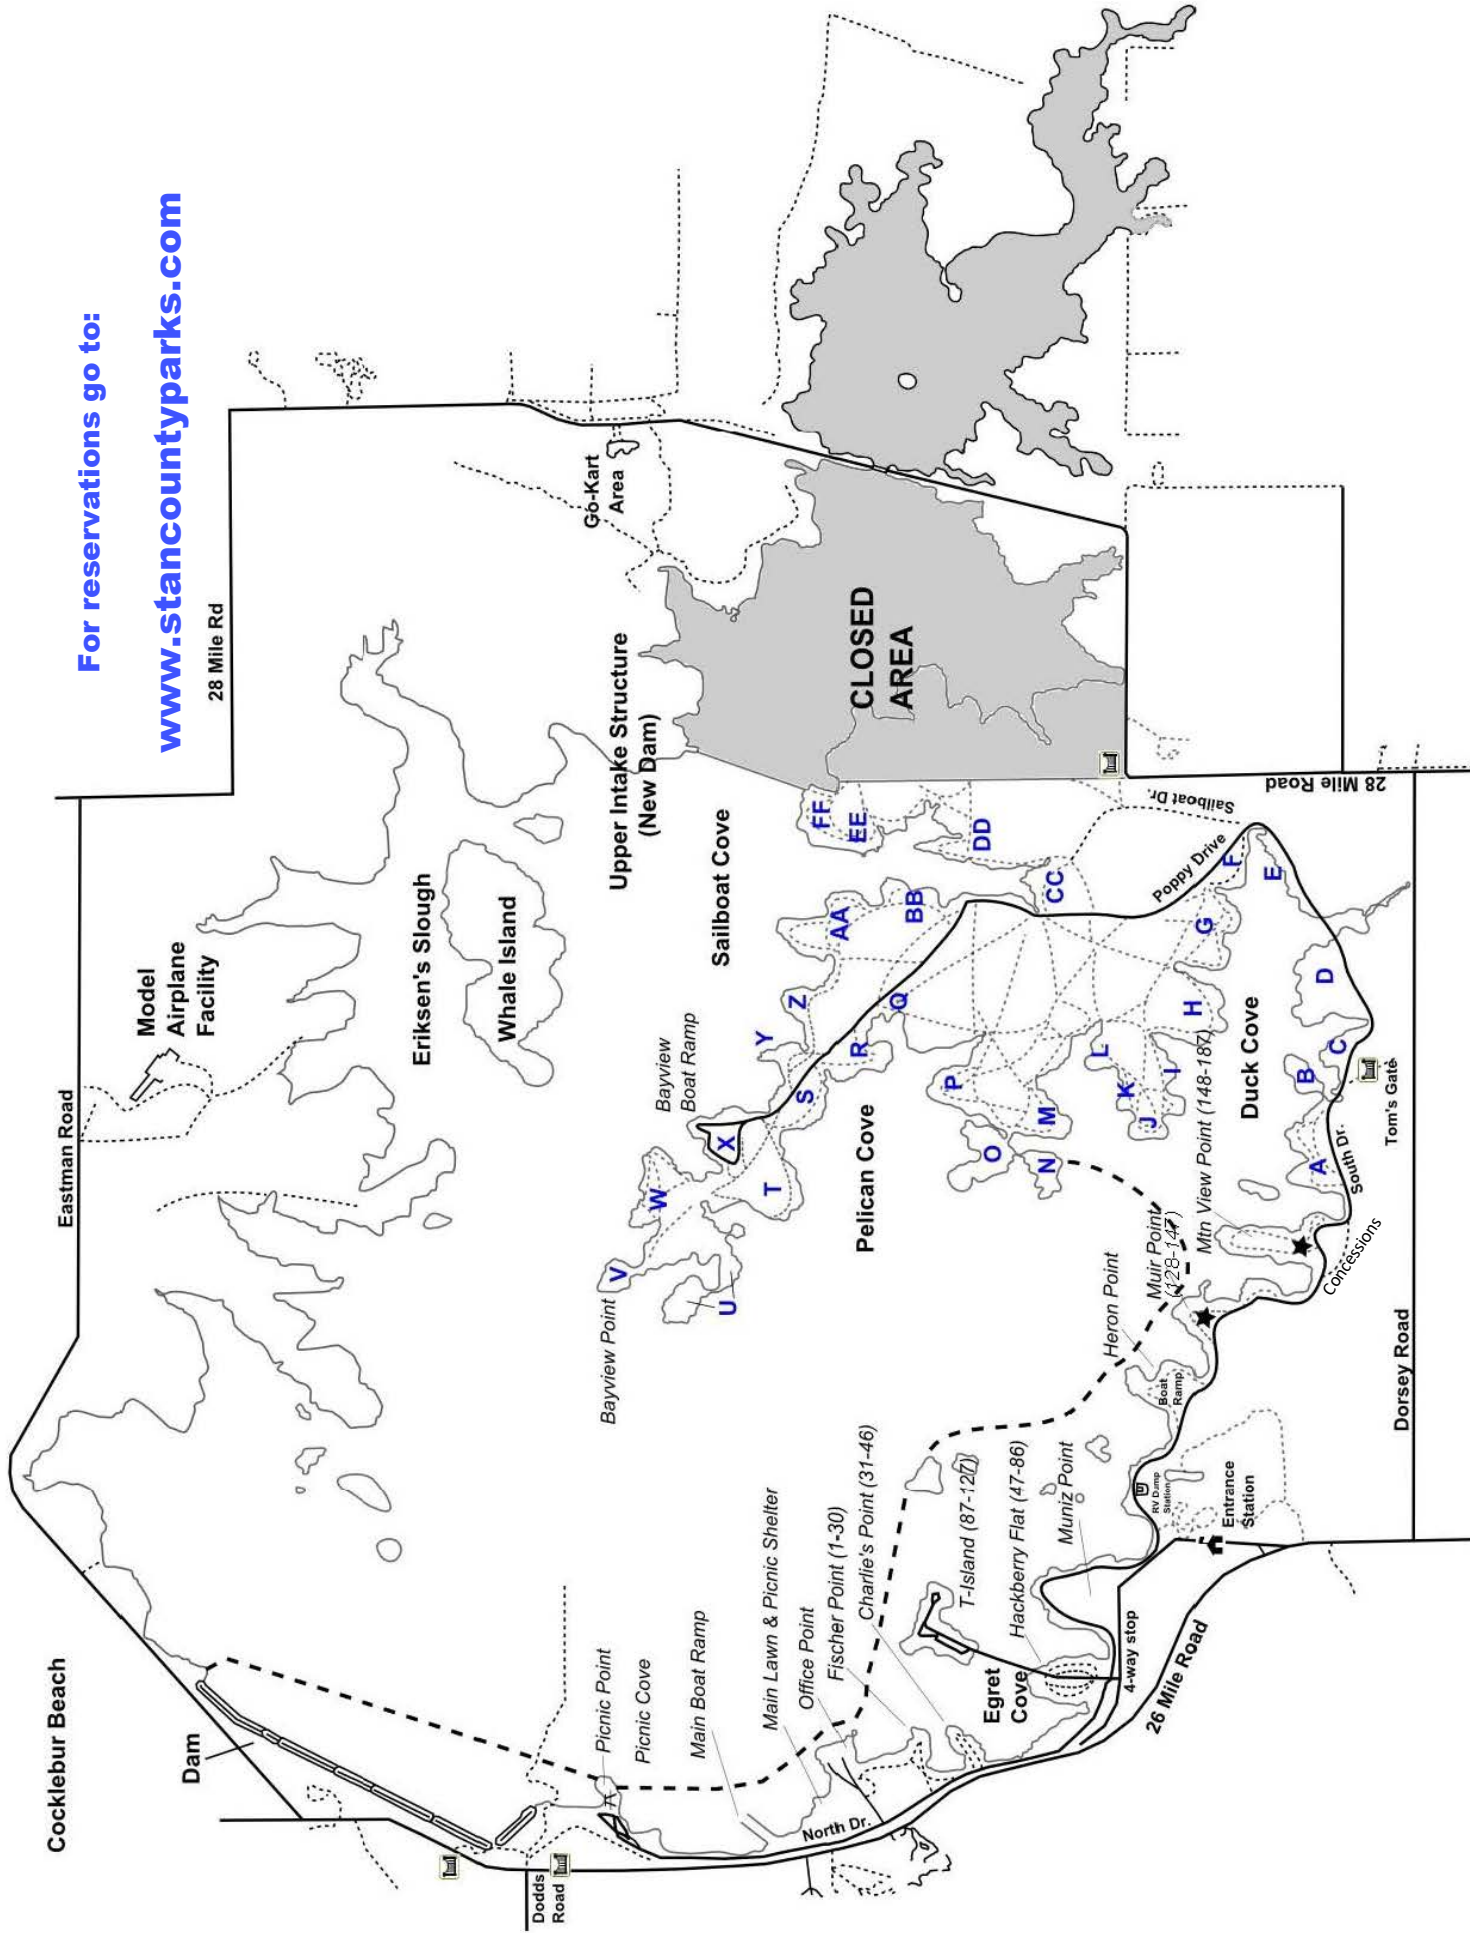 For reservations go to:
www.stancountyparks.com
Cocklebur Beach
Eastman Road
28 Mile Rd
Model
Airplane
Facility
Dam
Eriksen's Slough
Whale Island
Go-Kart
Area
Upper Intake Structure
(New Dam)
Sailboat Cove
CLOSED
AREA
Dodds
Road
Picnic Point
Picnic Cove
Main Boat Ramp
Main Lawn & Picnic Shelter
Office Point
Fischer Point (1-30)
Charlie's Point (31-46)
North Dr.
Bayview Point
Bayview
Boat Ramp
V
W
U
T
X
S
Y
Z
R
Q
AA
BB
FF
EE
DD
CC
Pelican Cove
P
O
N
M
L
K
J
I
H
G
F
E
D
C
B
A
Poppy Drive
Sailboat Dr.
28 Mile Road
Egret
Cove
T-Island (87-127)
Hackberry Flat (47-86)
Muniz Point
Heron Point
Muir Point
(128-147)
Mtn View Point (148-187)
Duck Cove
Boat
Ramp
RV Dump
Station
Entrance
Station
4-way stop
26 Mile Road
Concessions
South Dr.
Tom's Gate
Dorsey Road